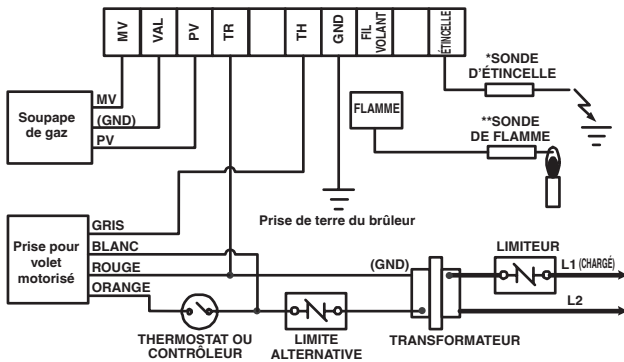 MV
VAL
PV
TR
TH
GND
FIL
VOLANT
ÉTINCELLE
*SONDE
D'ÉTINCELLE
MV
(GND)
PV
Soupape
de gaz
FLAMME
**SONDE
DE FLAMME
Prise de terre du brûleur
GRIS
BLANC
ROUGE
ORANGE
Prise pour
volet
motorisé
(GND)
LIMITEUR
L1 (CHARGÉ)
L2
THERMOSTAT OU
CONTRÔLEUR
LIMITE
ALTERNATIVE
TRANSFORMATEUR